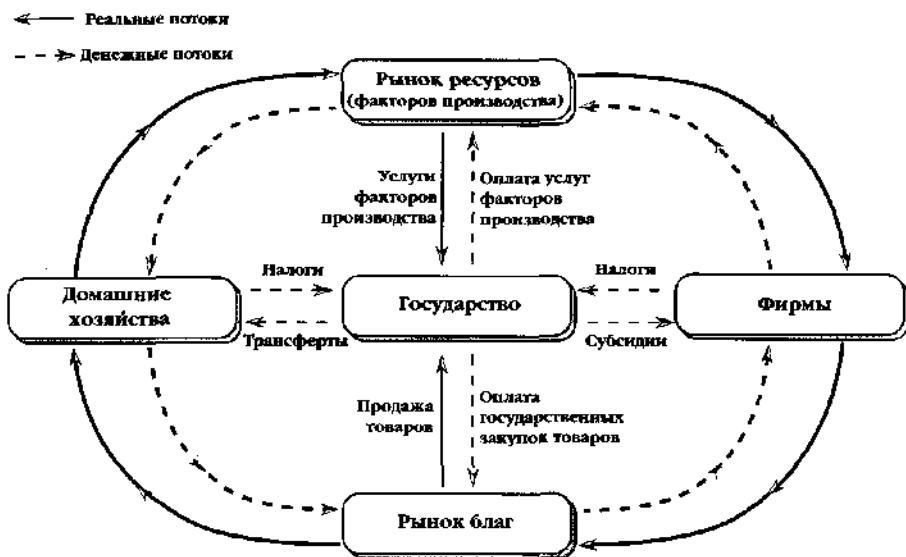 Реальные потоки
Денежные потоки
Рынок ресурсов
(факторов производства)
Услуги
факторов
производства
Оплата услуг
факторов
производства
Домашние
хозяйства
Налоги
Трансферты
Государство
Налоги
Субсидии
Фирмы
Продажа
товаров
Оплата
государственных
закупок товаров
Рынок благ